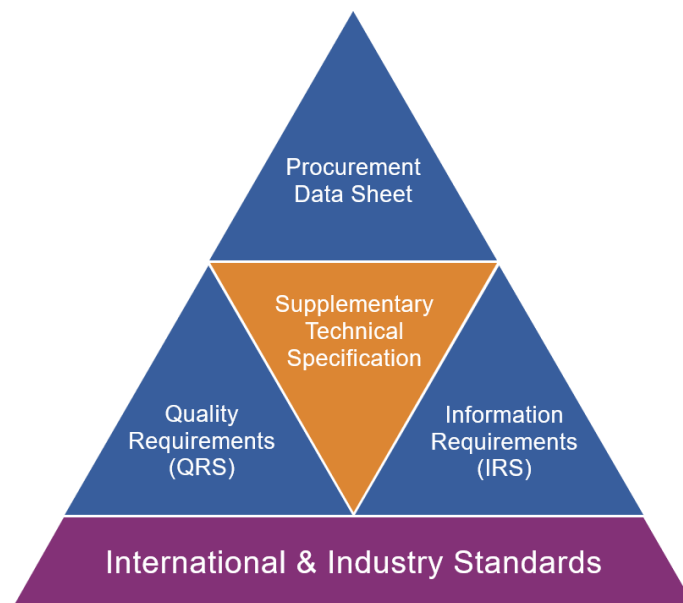 Procurement
Data Sheet
Supplementary
Technical
Specification
Quality
Requirements
(QRS)
Information
Requirements
(IRS)
International & Industry Standards